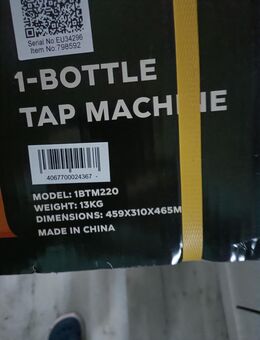 Serial No: EU34296
Item No: 798592
1-BOTTLE
TAP MACHINE
4067700024367
MODEL: 1BTM220
WEIGHT: 13KG
DIMENSIONS: 459X310X465M
MADE IN CHINA